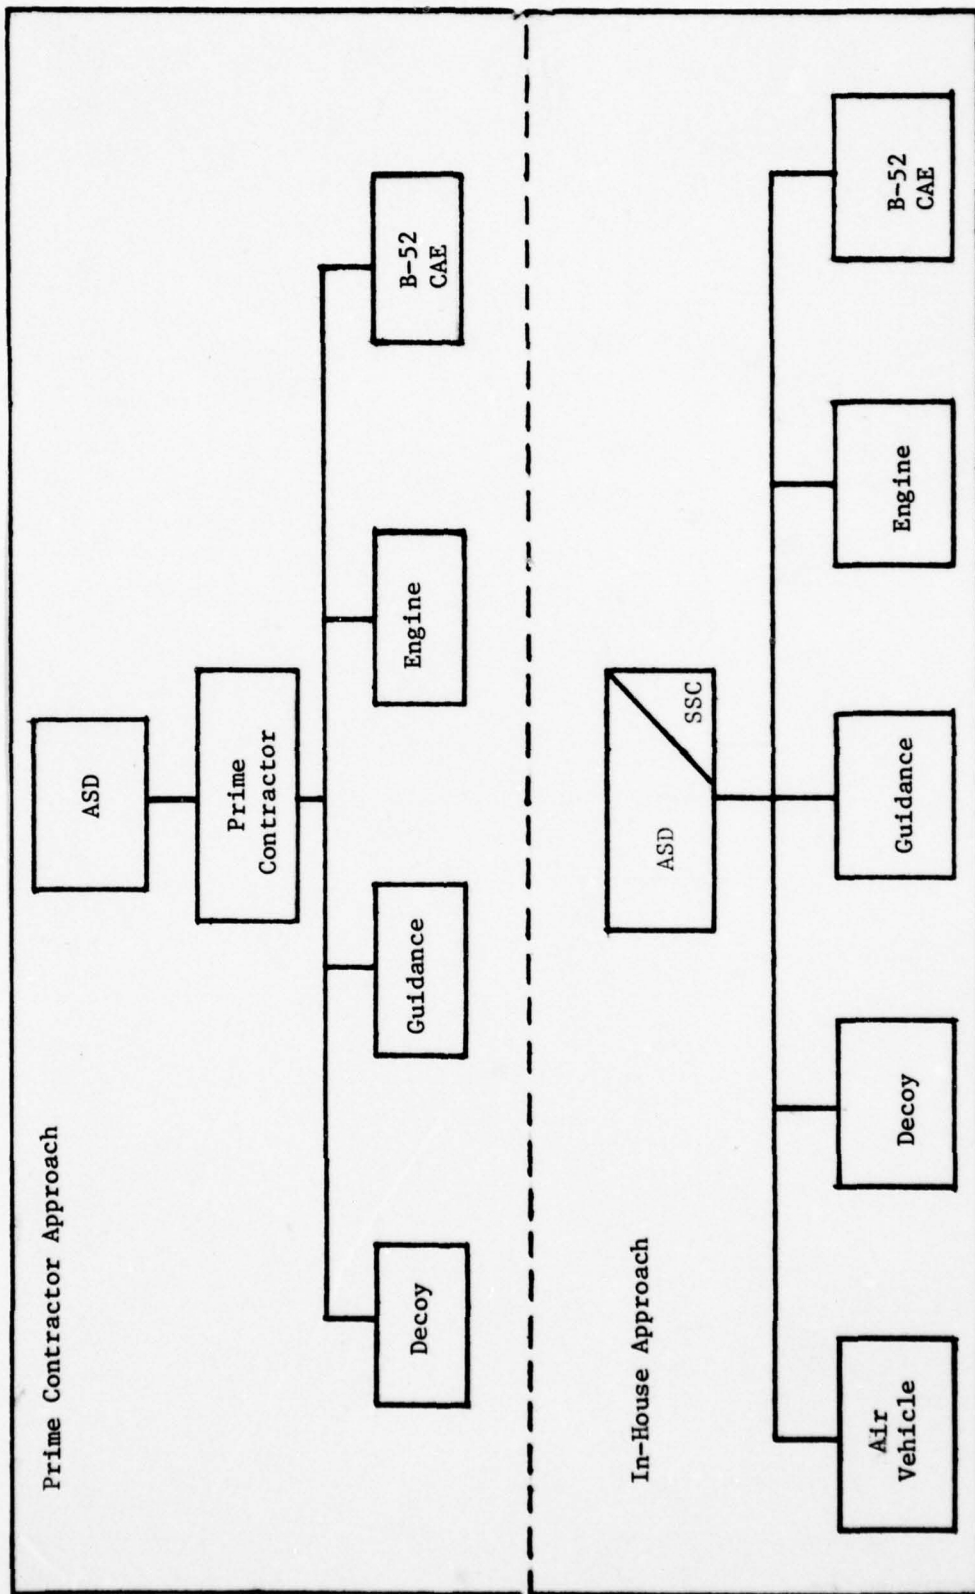 Prime Contractor Approach
ASD
Prime
Contractor
Decoy
Guidance
Engine
B-52
CAE
In-House Approach
ASD
SSC
Air
Vehicle
Decoy
Guidance
Engine
B-52
CAE